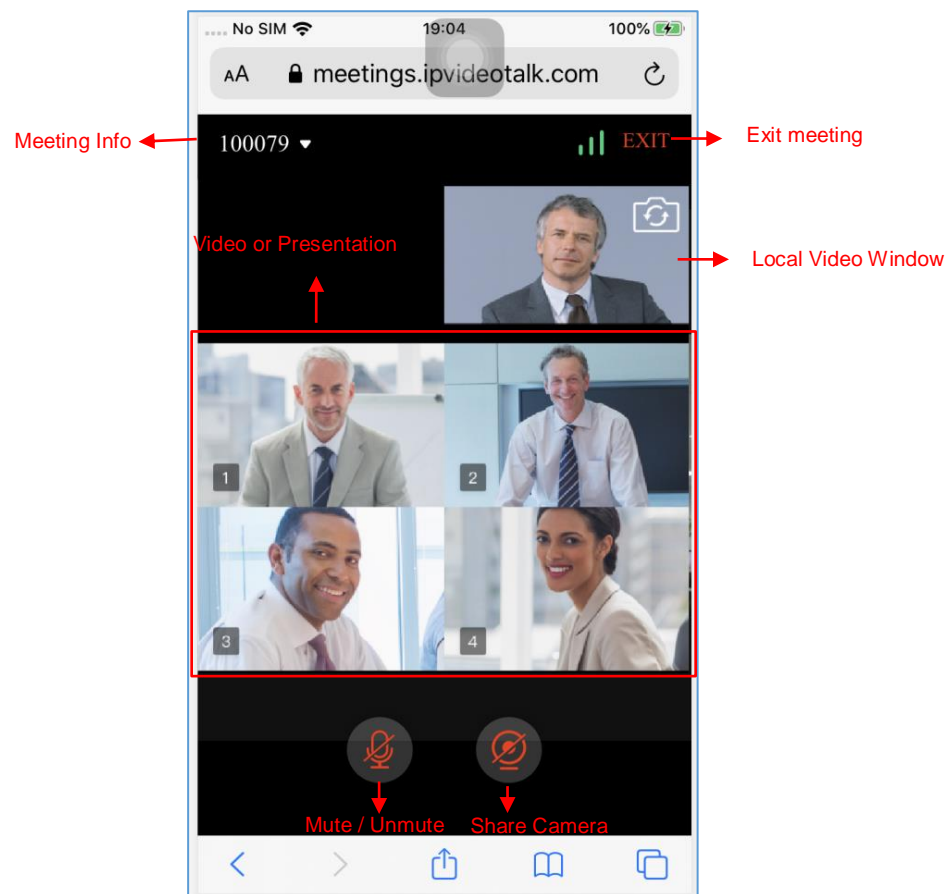 No SIM 19:04 100%
AA meetings.ipvideotalk.com
Meeting Info 100079 EXIT Exit meeting
Video or Presentation
Local Video Window
1 2
3 4
Mute / Unmute Share Camera